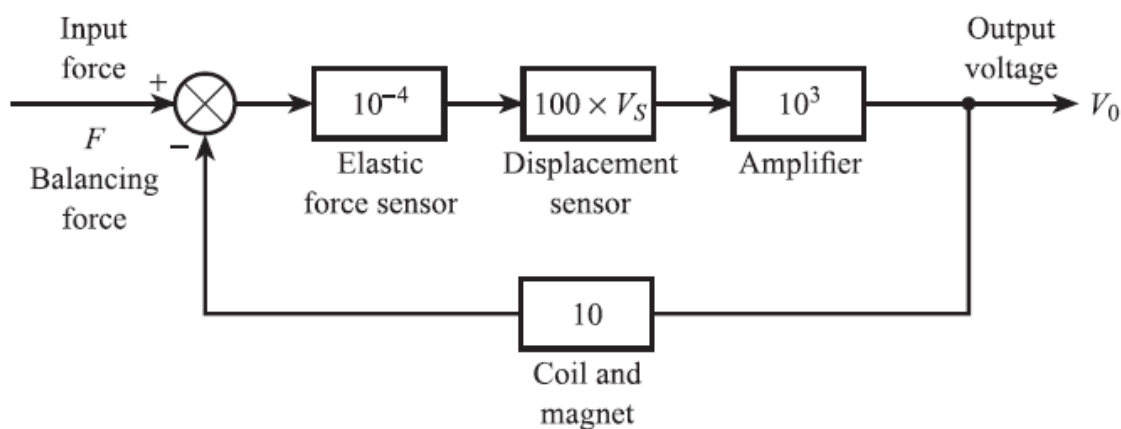 Input
force
+
F
−
Balancing
force
10⁻⁴
Elastic
force sensor
100 × V_S
Displacement
sensor
10³
Amplifier
Output
voltage
V₀
10
Coil and
magnet